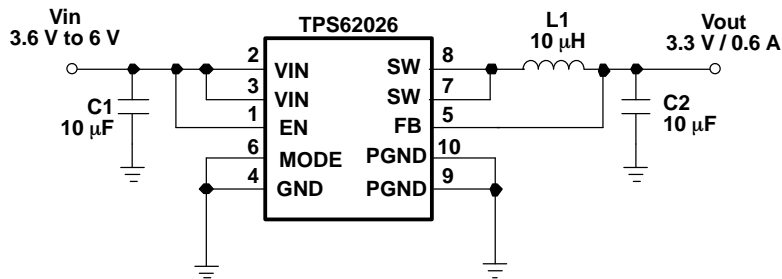 TPS62026
Vin
3.6 V to 6 V
C1
10 μF
2 VIN
3 VIN
1 EN
6 MODE
4 GND
SW 8
SW 7
FB 5
PGND 10
PGND 9
L1
10 μH
Vout
3.3 V / 0.6 A
C2
10 μF